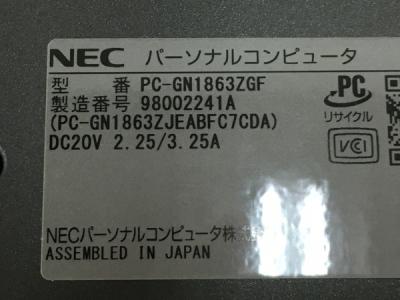 NEC パーソナルコンピュータ
型 番 PC-GN1863ZGF
製造番号 98002241A
(PC-GN1863ZJEABFC7CDA)
DC20V 2.25/3.25A
PC
リサイクル
VCI
NECパーソナルコンピュータ株式
ASSEMBLED IN JAPAN